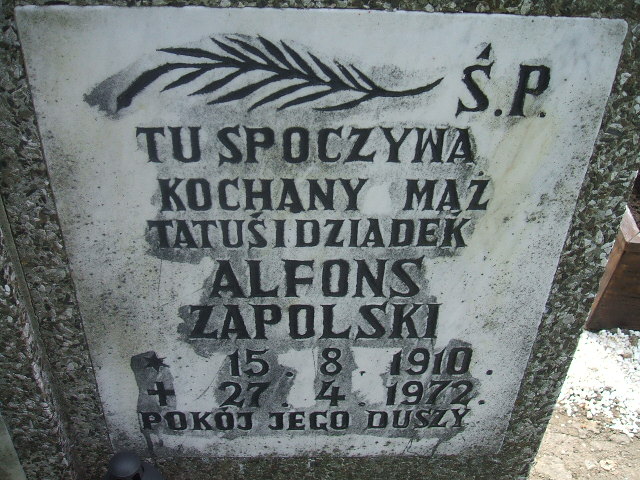 Ś.P.
TU SPOCZYWA
KOCHANY MĄŻ
TATUŚ I DZIADEK
ALFONS
ZAPOLSKI
* 15. 8. 1910.
+ 27. 4. 1972.
POKÓJ JEGO DUSZY